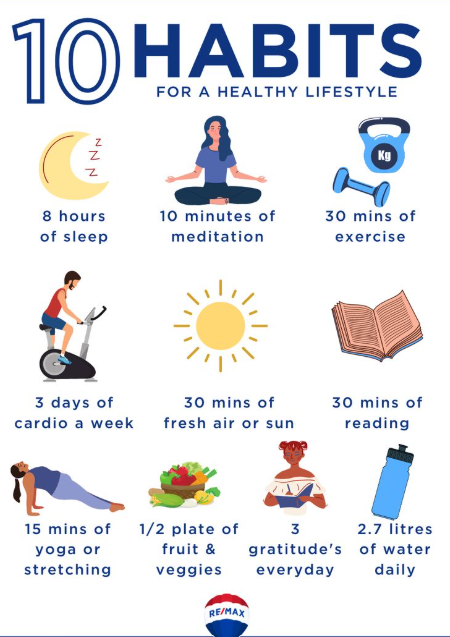 10 HABITS
FOR A HEALTHY LIFESTYLE
z
z
z
Kg
8 hours
of sleep
10 minutes of
meditation
30 mins of
exercise
3 days of
cardio a week
30 mins of
fresh air or sun
30 mins of
reading
15 mins of
yoga or
stretching
1/2 plate of
fruit &
veggies
3
gratitude's
everyday
2.7 litres
of water
daily
RE/MAX